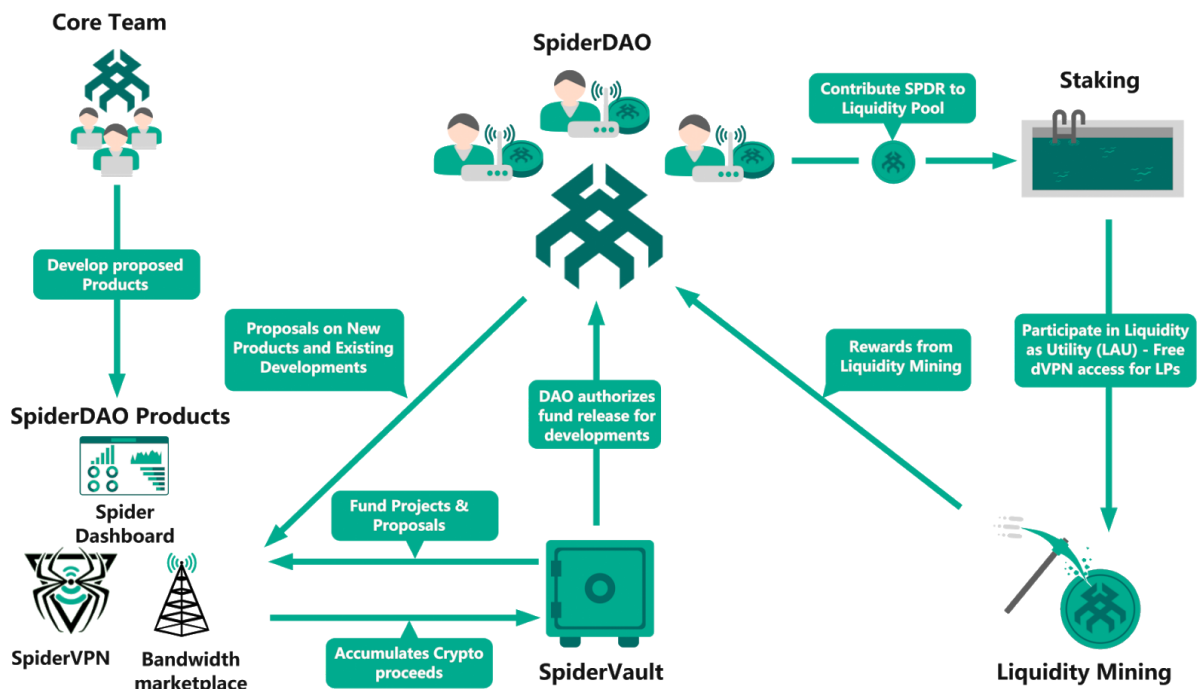 Core Team
SpiderDAO
Contribute SPDR to
Liquidity Pool
Staking
Develop proposed
Products
Proposals on New
Products and Existing
Developments
Rewards from
Liquidity Mining
Participate in Liquidity
as Utility (LAU) - Free
dVPN access for LPs
DAO authorizes
fund release for
developments
SpiderDAO Products
Spider
Dashboard
Fund Projects &
Proposals
SpiderVPN
Bandwidth
marketplace
Accumulates Crypto
proceeds
SpiderVault
Liquidity Mining